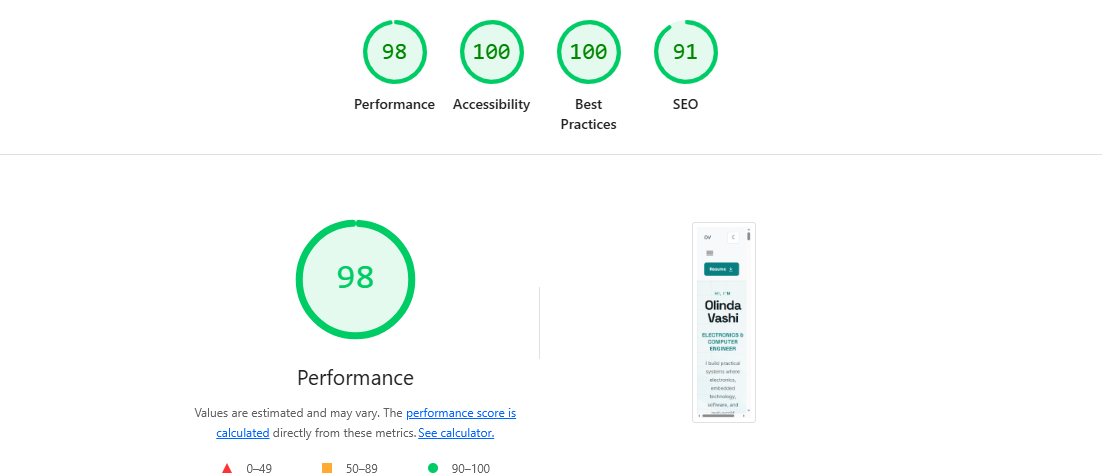 98
100
100
91
Performance
Accessibility
Best
Practices
SEO
98
Performance
Values are estimated and may vary. The performance score is
calculated directly from these metrics. See calculator.
0–49
50–89
90–100
OV
C
Resume
HI, I'M
Olinda
Vashi
ELECTRONICS &
COMPUTER
ENGINEER
I build practical
systems where
electronics,
embedded
technology,
software, and